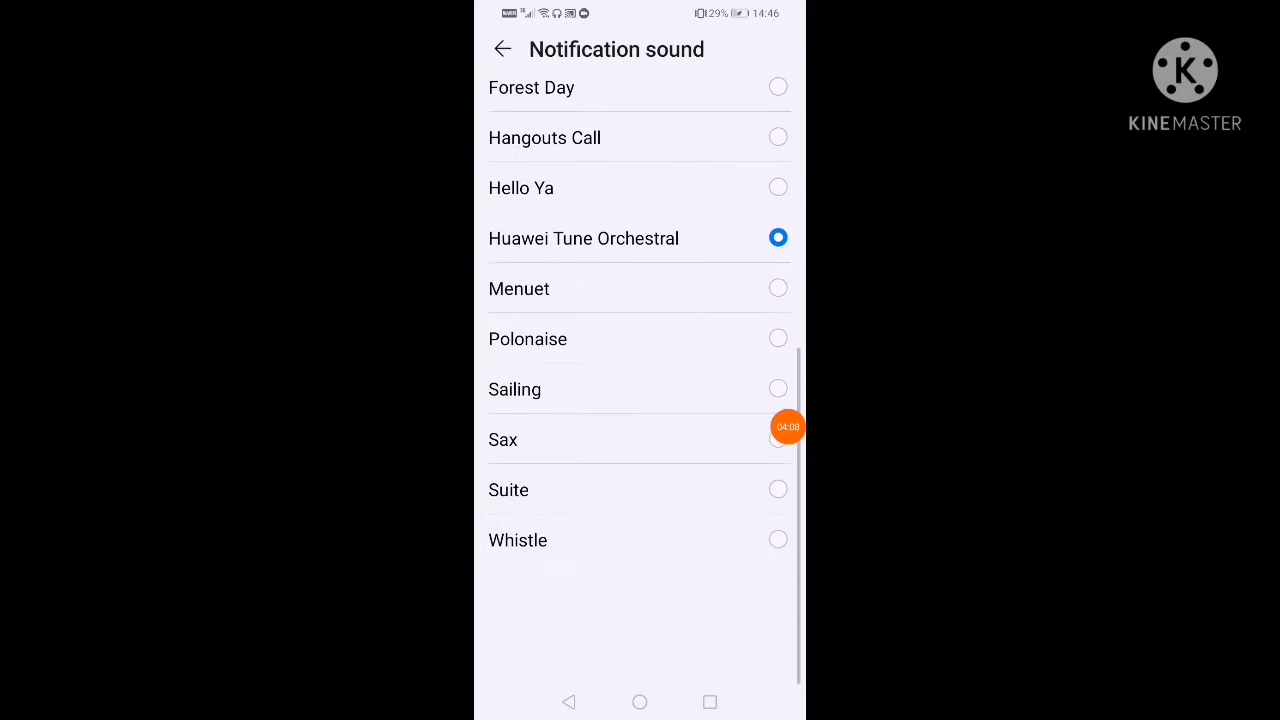 29% 14:46
Notification sound
Forest Day
Hangouts Call
Hello Ya
Huawei Tune Orchestral
Menuet
Polonaise
Sailing
04:08
Sax
Suite
Whistle
K
KINEMASTER